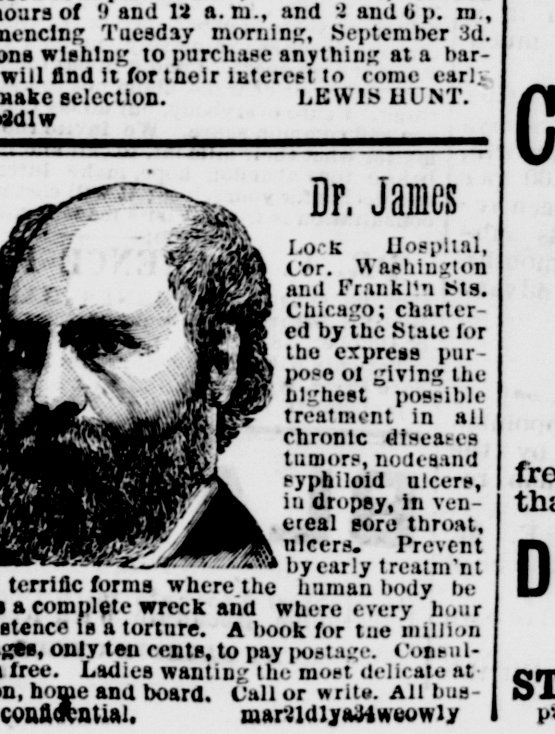 ours of 9 and 12 a. m., and 2 and 6 p. m.,
mencing Tuesday morning, September 3d.
ons wishing to purchase anything at a bar-
will find it for their interest to come early
make selection. LEWIS HUNT.
2d1w
Dr. James
Lock Hospital,
Cor. Washington
and Franklin Sts.
Chicago; charter-
ed by the State for
the express pur-
pose of giving the
highest possible
treatment in all
chronic diseases
tumors, nodes and
syphiloid ulcers,
in dropsy, in ven-
ereal sore throat,
ulcers. Prevent
by early treatm'nt
terrific forms where the human body be
a complete wreck and where every hour
stence is a torture. A book for the million
ges, only ten cents, to pay postage. Consul-
free. Ladies wanting the most delicate at
on, home and board. Call or write. All bus-
confidential. mar21d1ya34weow1y
C
fre
tha
D
ST